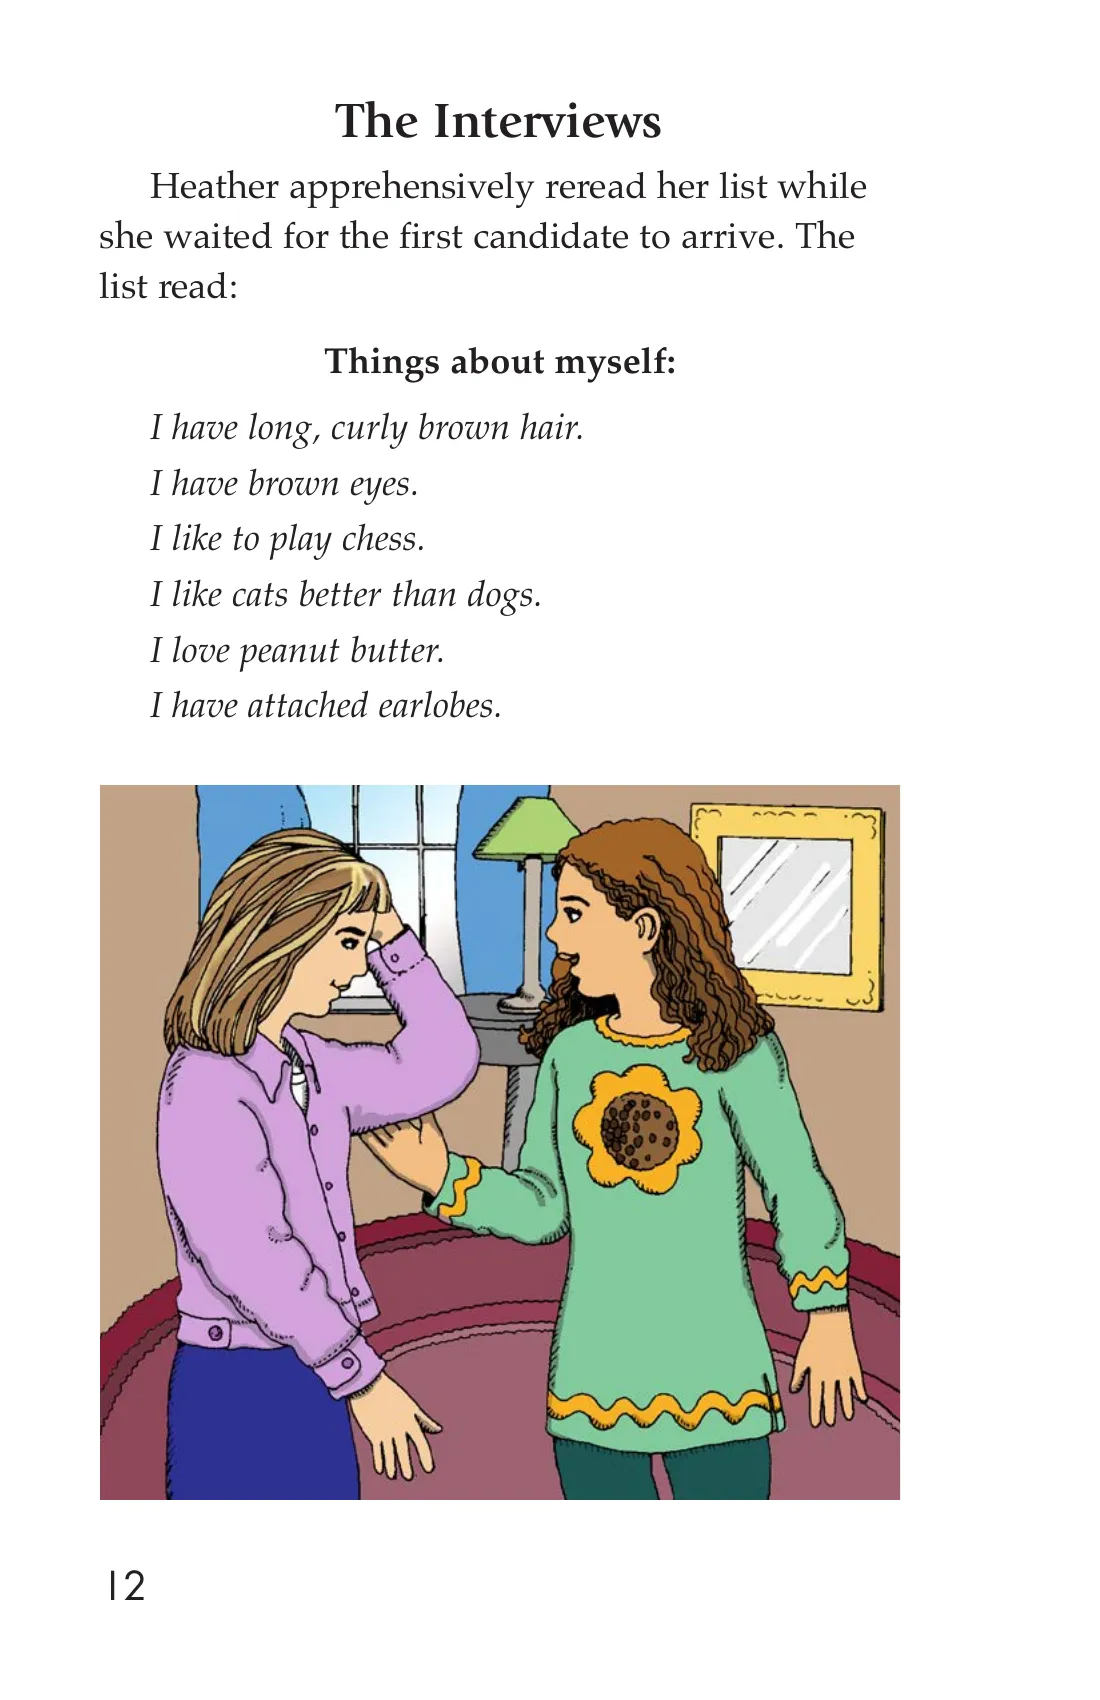 The Interviews
Heather apprehensively reread her list while
she waited for the first candidate to arrive. The
list read:
Things about myself:
I have long, curly brown hair.
I have brown eyes.
I like to play chess.
I like cats better than dogs.
I love peanut butter.
I have attached earlobes.
12